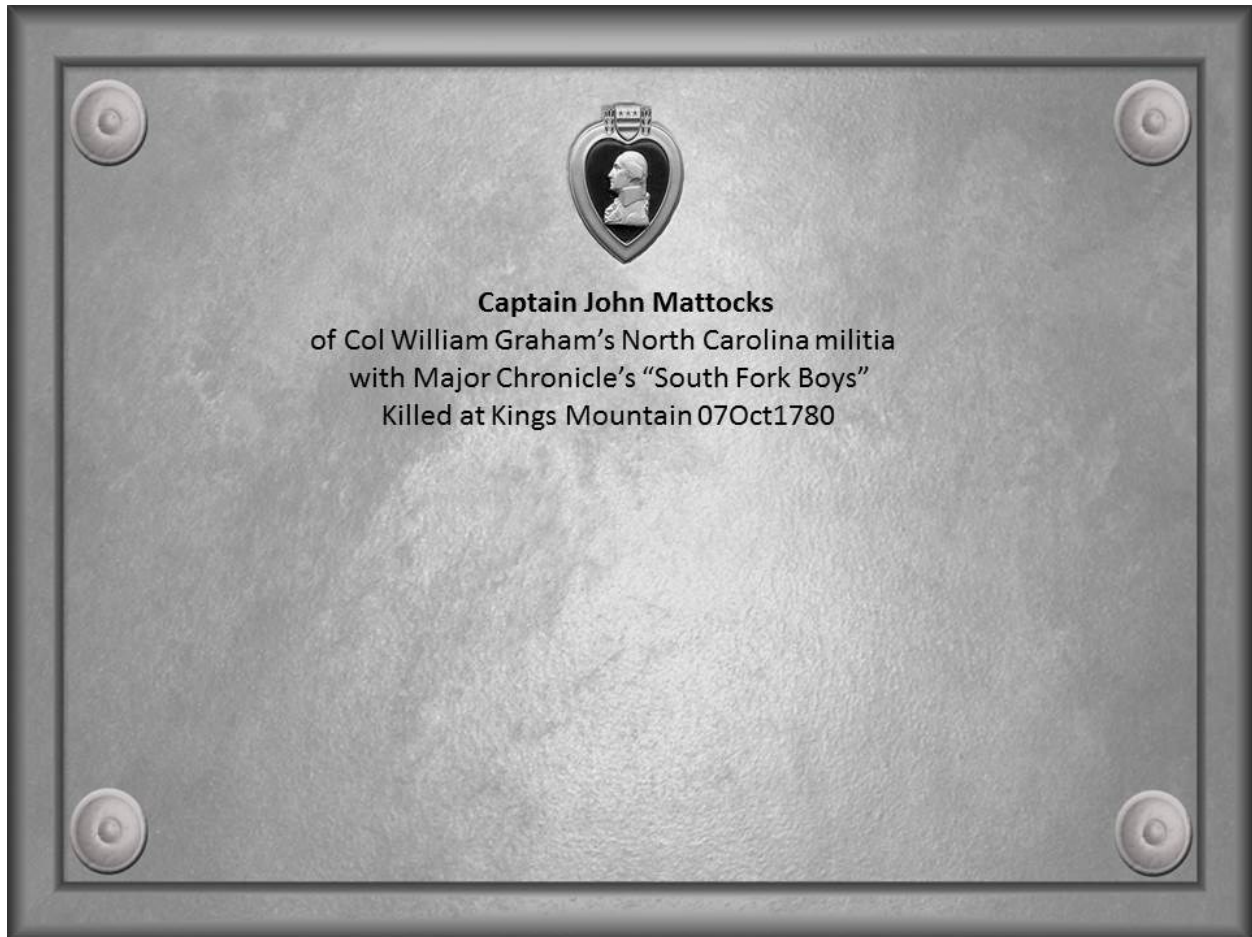 Captain John Mattocks
of Col William Graham’s North Carolina militia
with Major Chronicle’s “South Fork Boys”
Killed at Kings Mountain 07Oct1780